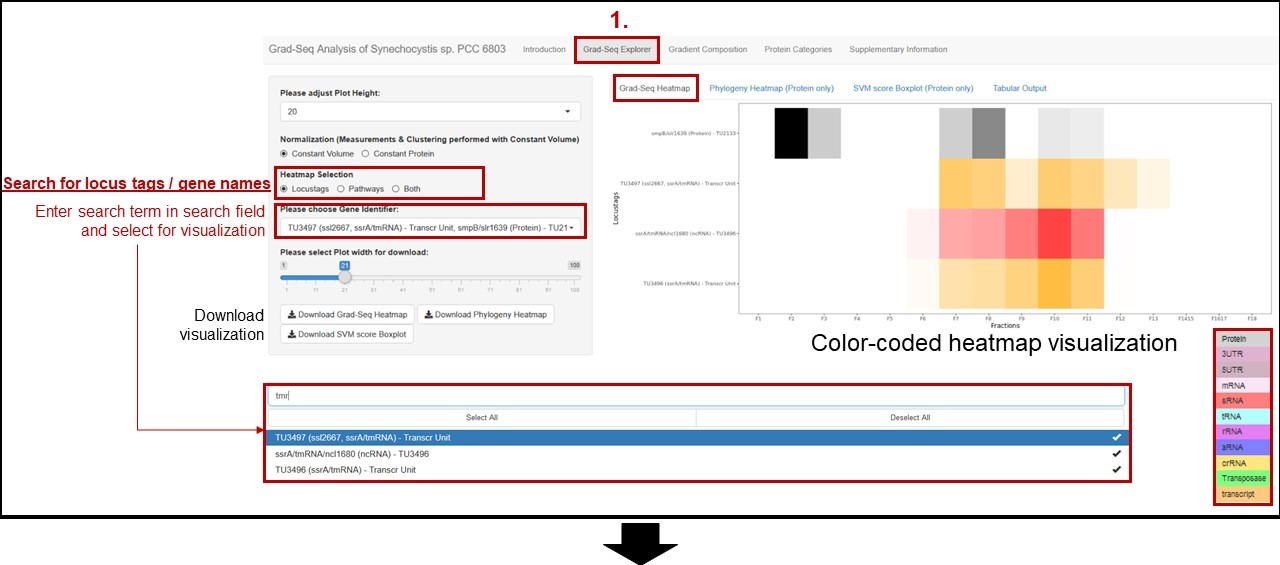 1.
Grad-Seq Analysis of Synechocystis sp. PCC 6803 Introduction Grad-Seq Explorer Gradient Composition Protein Categories Supplementary Information
Please adjust Plot Height:
20
Normalization (Measurements & Clustering performed with Constant Volume)
Constant Volume Constant Protein
Heatmap Selection
Locustags Pathways Both
Please choose Gene Identifier:
TU3497 (ssl2667, ssrA/tmRNA) - Transcr Unit, smpB/slr1639 (Protein) - TU21
Please select Plot width for download:
1 21 100
1 11 21 31 41 51 61 71 81 91 100
Download Grad-Seq Heatmap Download Phylogeny Heatmap
Download SVM score Boxplot
Search for locus tags / gene names
Enter search term in search field
and select for visualization
Download
visualization
Grad-Seq Heatmap Phylogeny Heatmap (Protein only) SVM score Boxplot (Protein only) Tabular Output
smpB/slr1639 (Protein) - TU2133
TU3497 (ssl2667, ssrA/tmRNA) - Transcr Unit
ssrA/tmRNA/ncl1680 (ncRNA) - TU3496
TU3496 (ssrA/tmRNA) - Transcr Unit
Locustags
F1 F2 F3 F4 F5 F6 F7 F8 F9 F10 F11 F12 F13 F1415 F1617 F18
Fractions
Color-coded heatmap visualization
Protein
3UTR
5UTR
mRNA
sRNA
tRNA
rRNA
aRNA
crRNA
Transposase
transcript
tmr
Select All Deselect All
TU3497 (ssl2667, ssrA/tmRNA) - Transcr Unit
ssrA/tmRNA/ncl1680 (ncRNA) - TU3496
TU3496 (ssrA/tmRNA) - Transcr Unit